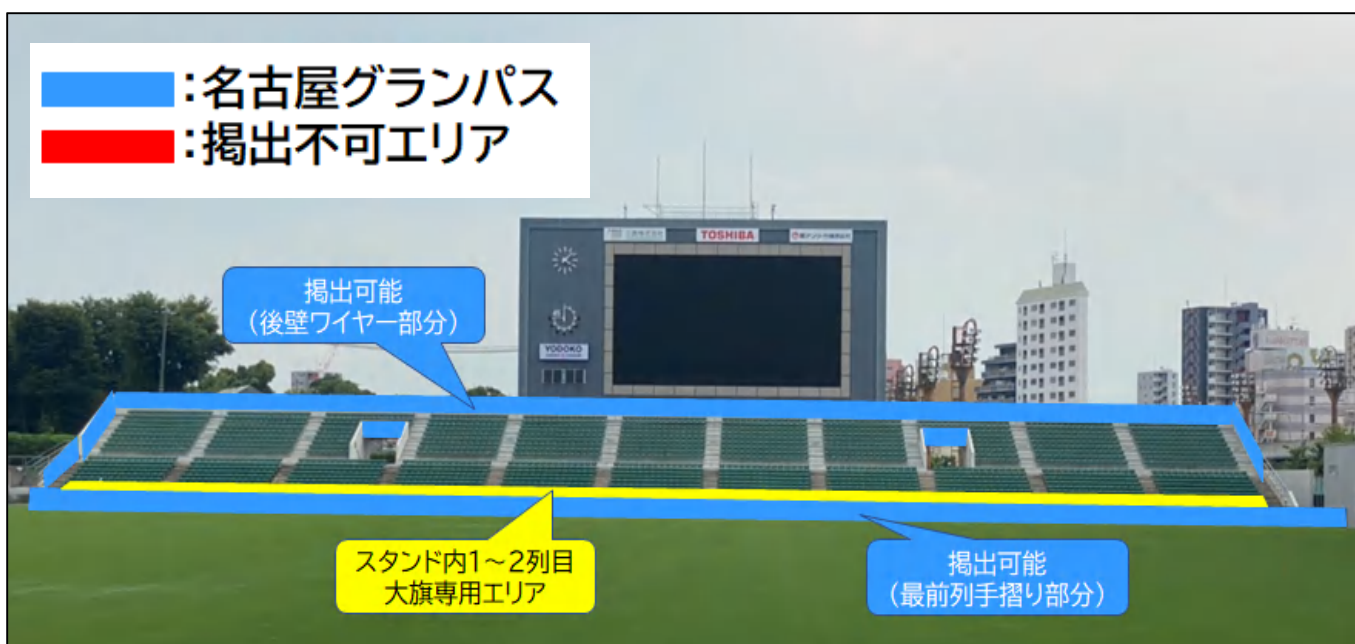 ：名古屋グランパス
：掲出不可エリア
TOSHIBA
掲出可能
（後壁ワイヤー部分）
YODOKO
スタンド内1～2列目
大旗専用エリア
掲出可能
（最前列手摺り部分）